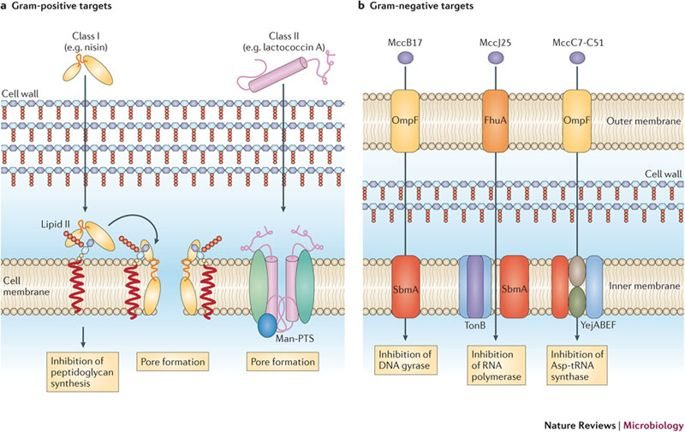 a Gram-positive targets
Class I
(e.g. nisin)
Class II
(e.g. lactococcin A)
Cell wall
Lipid II
Cell
membrane
Man-PTS
Inhibition of
peptidoglycan
synthesis
Pore formation
Pore formation
b Gram-negative targets
MccB17
MccJ25
MccC7-C51
OmpF
FhuA
OmpF
Outer membrane
Cell wall
SbmA
SbmA
Inner membrane
TonB
YejABEF
Inhibition of
DNA gyrase
Inhibition
of RNA
polymerase
Inhibition of
Asp-tRNA
synthase
Nature Reviews | Microbiology